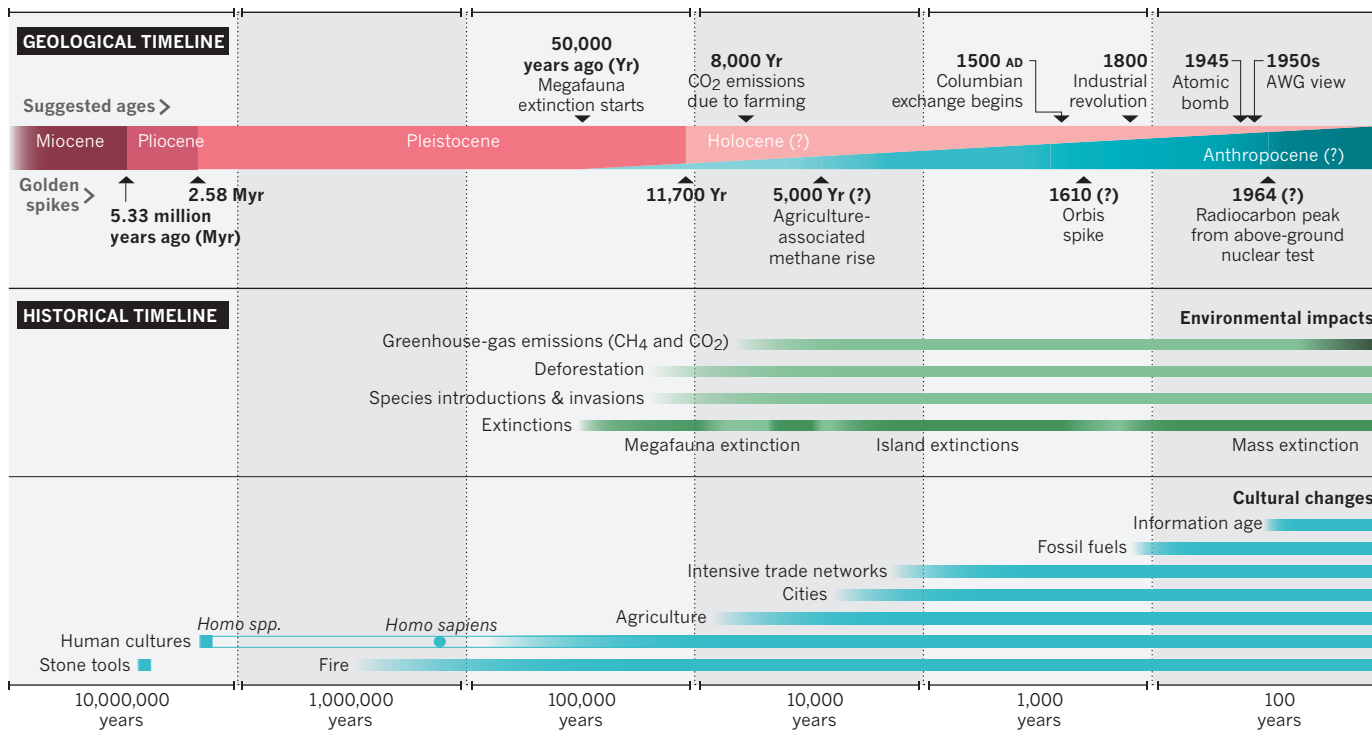 GEOLOGICAL TIMELINE
Suggested ages >
50,000
years ago (Yr)
Megafauna
extinction starts
8,000 Yr
CO2 emissions
due to farming
1500 AD
Columbian
exchange begins
1800
Industrial
revolution
1945
Atomic
bomb
1950s
AWG view
Miocene
Pliocene
Pleistocene
Holocene (?)
Anthropocene (?)
Golden
spikes >
5.33 million
years ago (Myr)
2.58 Myr
11,700 Yr
5,000 Yr (?)
Agriculture-
associated
methane rise
1610 (?)
Orbis
spike
1964 (?)
Radiocarbon peak
from above-ground
nuclear test
HISTORICAL TIMELINE
Environmental impacts
Greenhouse-gas emissions (CH4 and CO2)
Deforestation
Species introductions & invasions
Extinctions
Megafauna extinction
Island extinctions
Mass extinction
Cultural changes
Information age
Fossil fuels
Intensive trade networks
Cities
Agriculture
Homo spp.
Homo sapiens
Human cultures
Stone tools
Fire
10,0000,000
years
1,000,0000
years
100,000
years
10,000
years
1,000
years
100
years